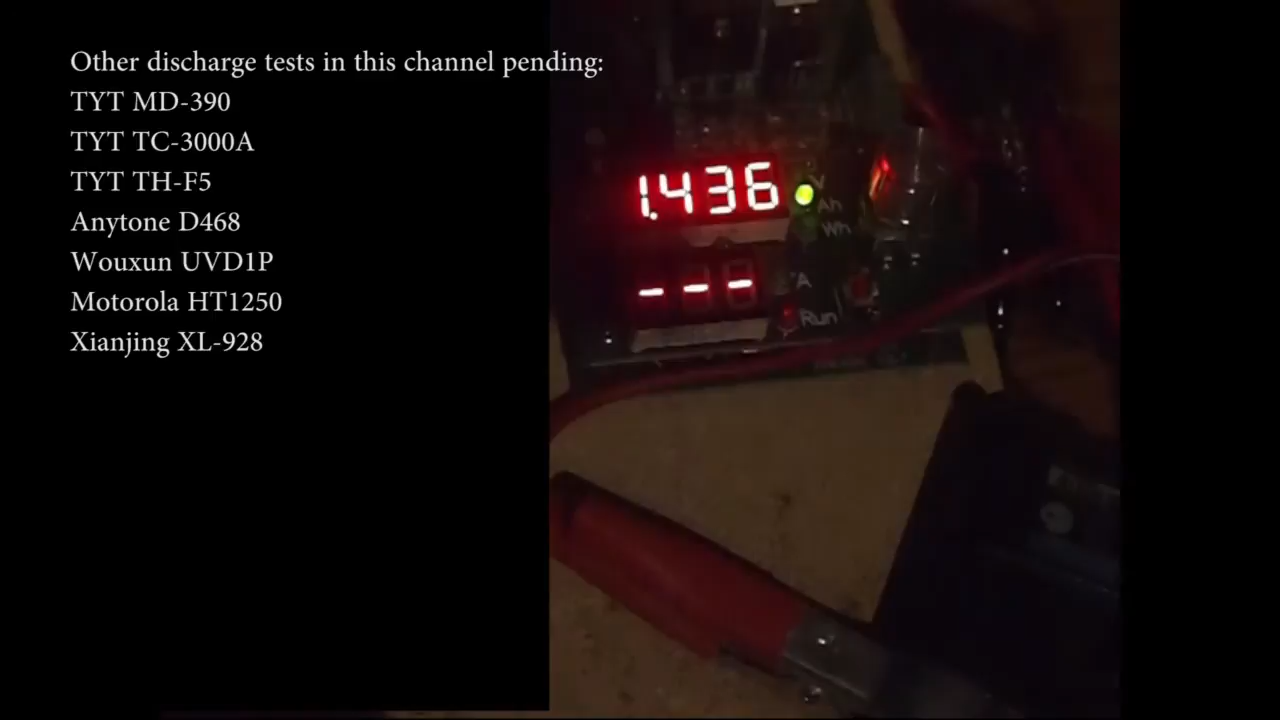 Other discharge tests in this channel pending:
TYT MD-390
TYT TC-3000A
TYT TH-F5
Anytone D468
Wouxun UVD1P
Motorola HT1250
Xianjing XL-928
1.436
V
Ah
Wh
---
A
Run